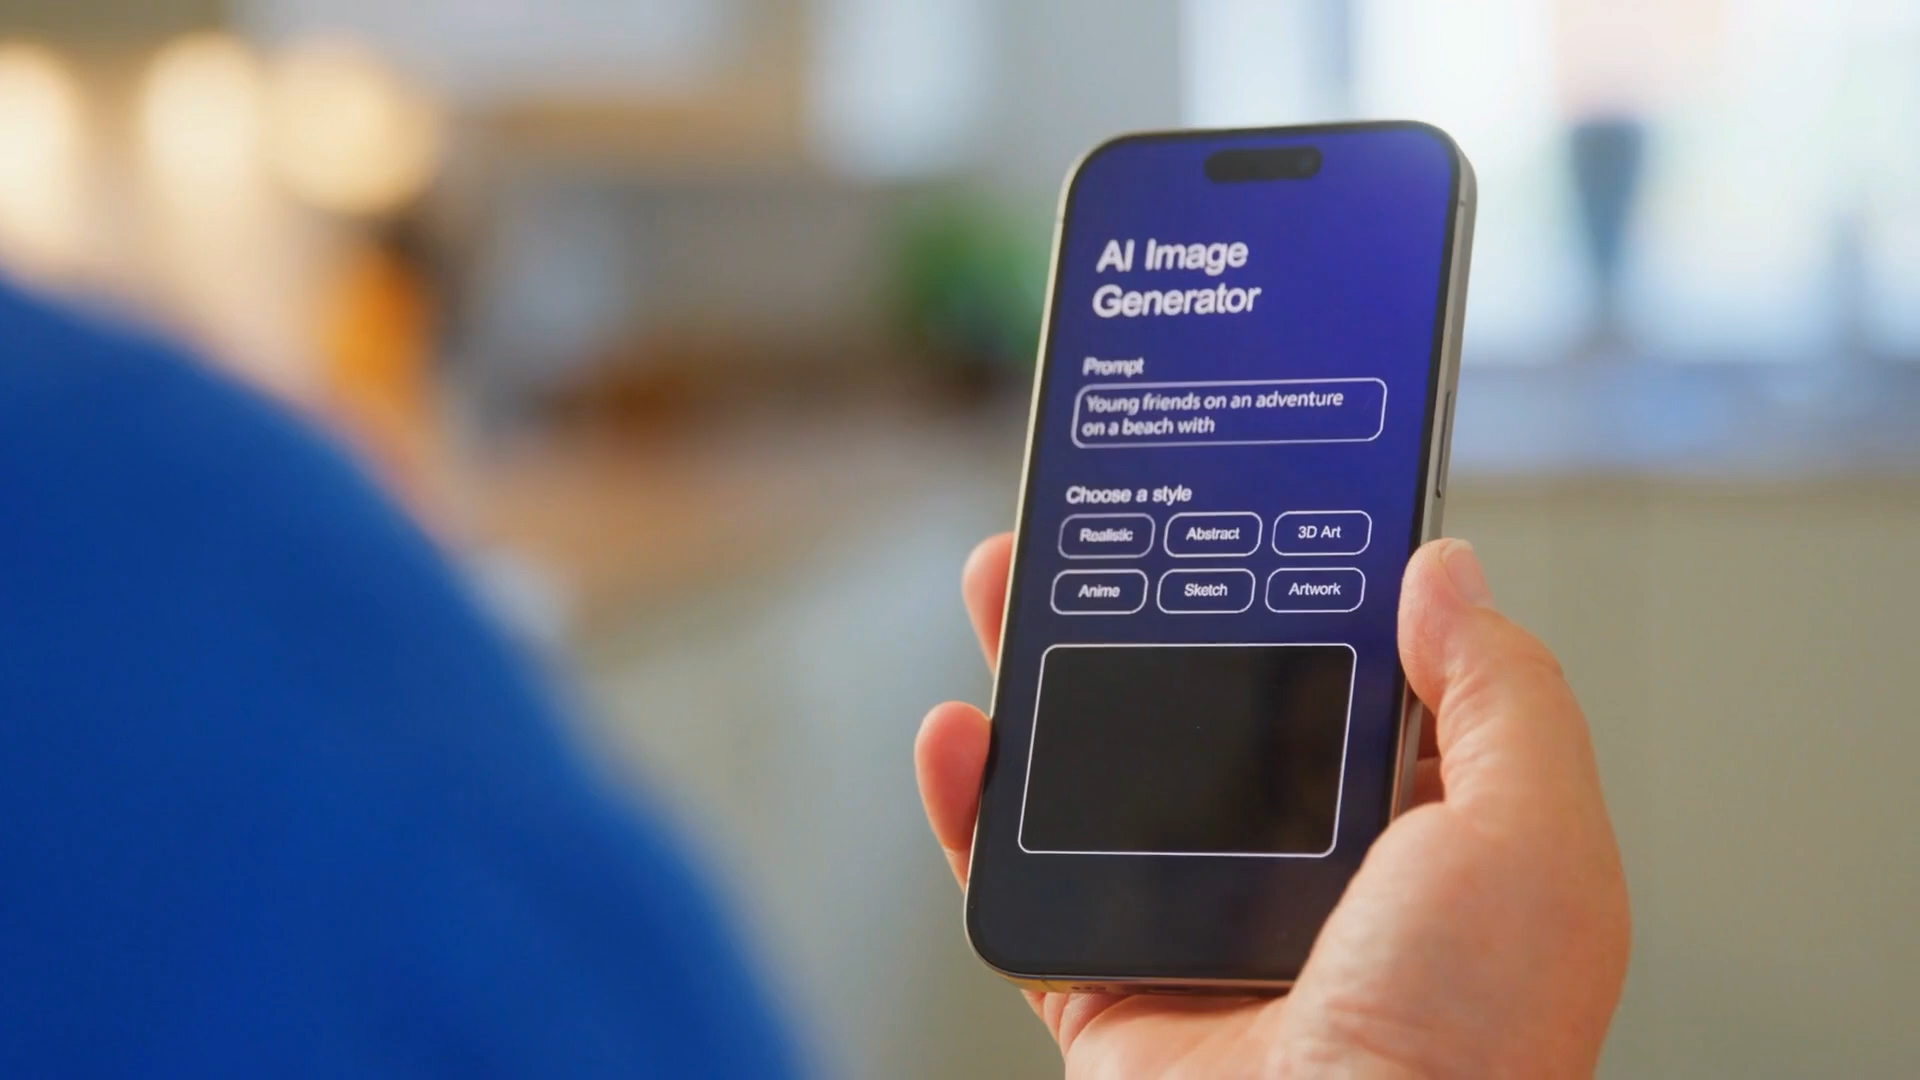 AI Image
Generator
Prompt
Young friends on an adventure
on a beach with
Choose a style
Realistic
Abstract
3D Art
Anime
Sketch
Artwork